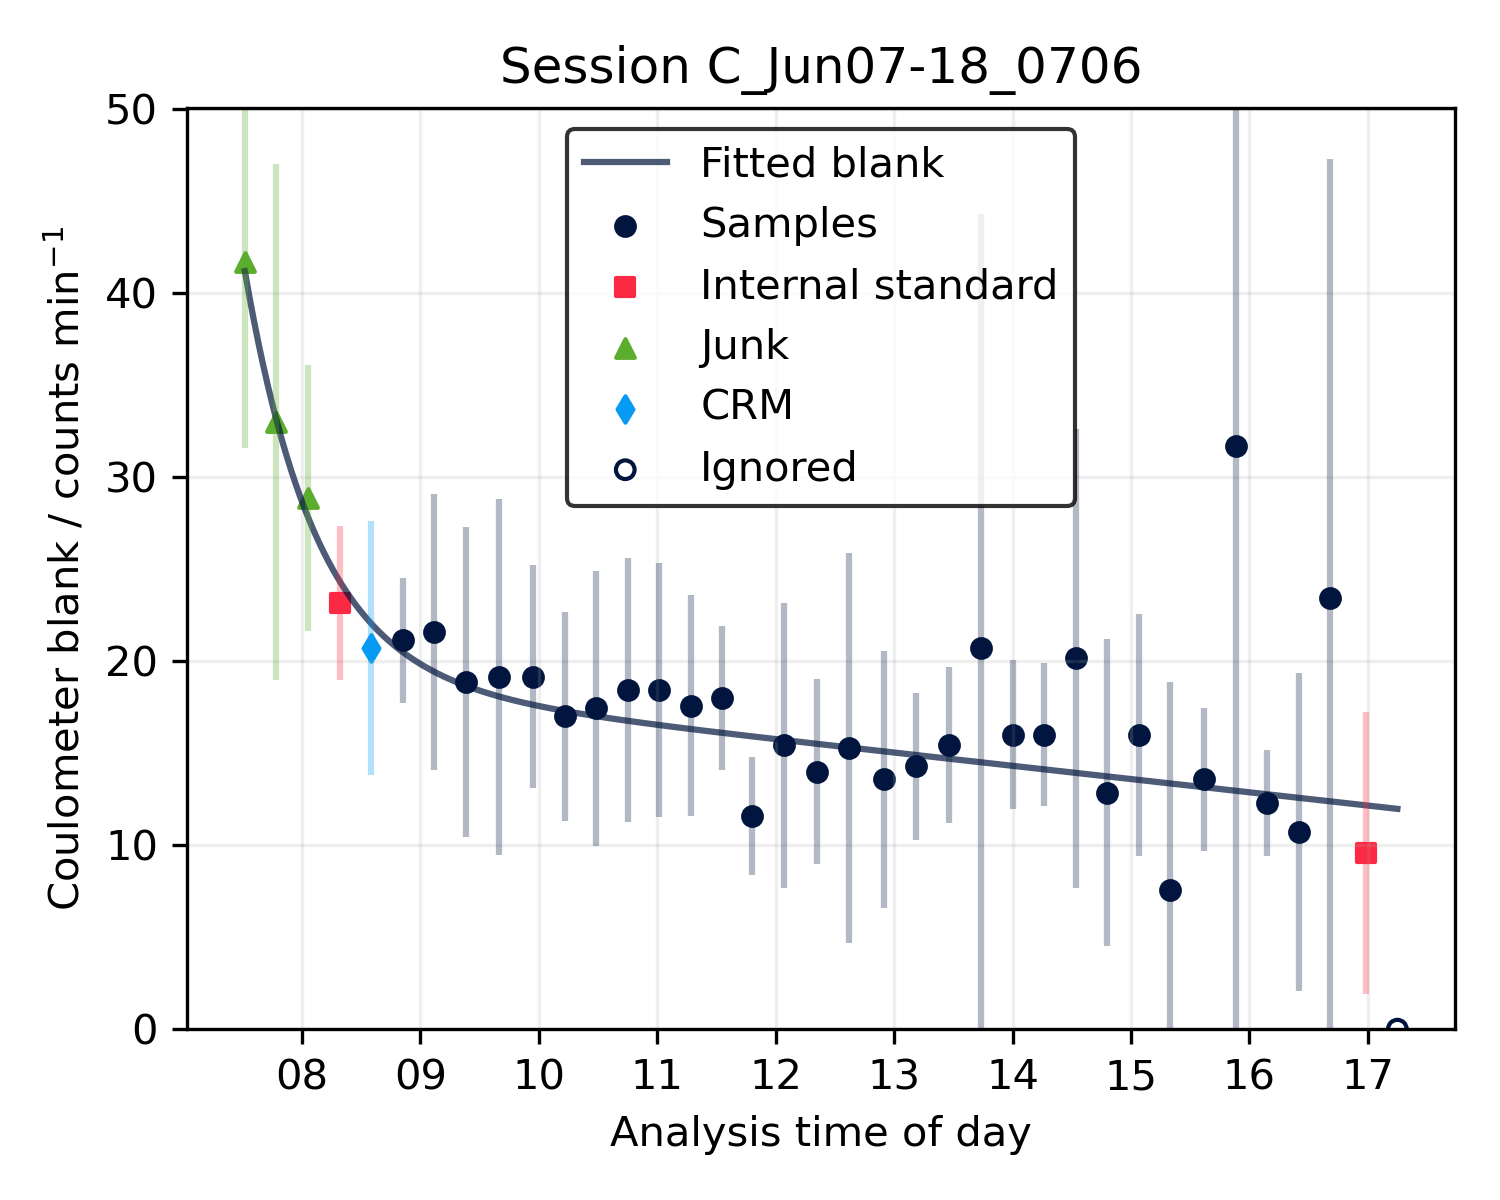 Session C_Jun07-18_0706
Coulometer blank / counts min⁻¹
50
40
30
20
10
0
Fitted blank
Samples
Internal standard
Junk
CRM
Ignored
08 09 10 11 12 13 14 15 16 17
Analysis time of day